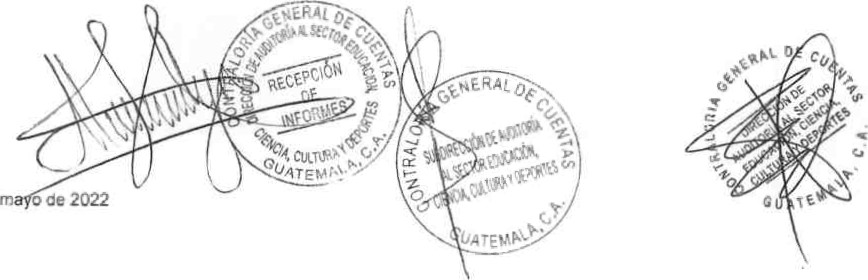 CONTRALORÍA GENERAL DE CUENTAS
DIRECCIÓN DE AUDITORÍA AL SECTOR EDUCACIÓN,
RECEPCIÓN
DE
INFORMES
CIENCIA, CULTURA Y DEPORTES
GUATEMALA, C.A.
CONTRALORÍA GENERAL DE CUENTAS
SUBDIRECCIÓN DE AUDITORÍA
AL SECTOR EDUCACIÓN,
CIENCIA, CULTURA Y DEPORTES
GUATEMALA, C.A.
CONTRALORIA GENERAL DE CUENTAS
DIRECCIÓN DE
AUDITORÍA AL SECTOR
EDUCACIÓN, CIENCIA,
CULTURA Y DEPORTES
GUATEMALA, C.A.
mayo de 2022